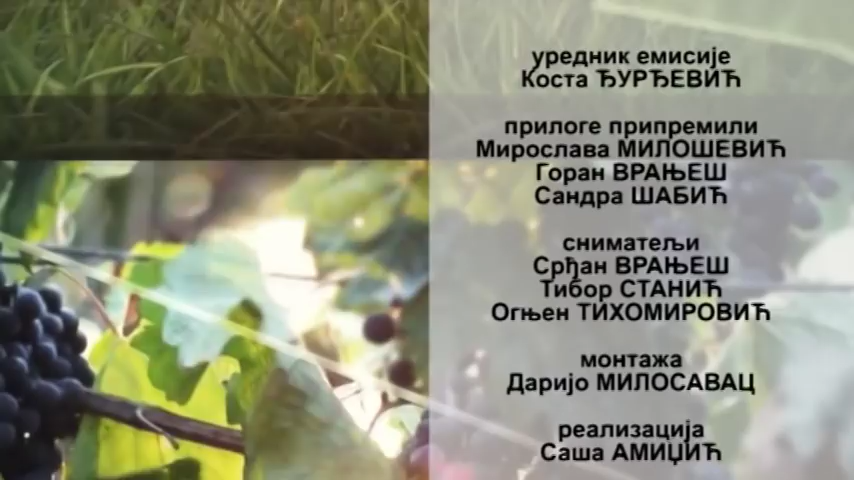 уредник емисије
Коста ЂУРЂЕВИЋ
прилоге припремили
Мирослава МИЛОШЕВИЋ
Горан ВРАЊЕШ
Сандра ШАБИЋ
сниматељи
Срђан ВРАЊЕШ
Тибор СТАНИЋ
Огњен ТИХОМИРОВИЋ
монтажа
Даријо МИЛОСАВАЦ
реализација
Саша АМИЏИЋ